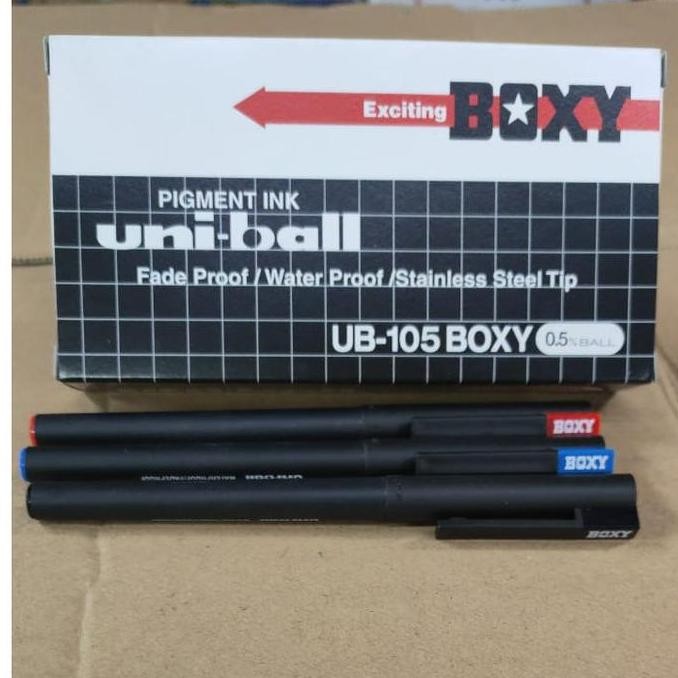 Exciting BOXY
PIGMENT INK
uni-ball
Fade Proof / Water Proof /Stainless Steel Tip
UB-105 BOXY 0.5㎜ BALL
BOXY
BOXY
BOXY